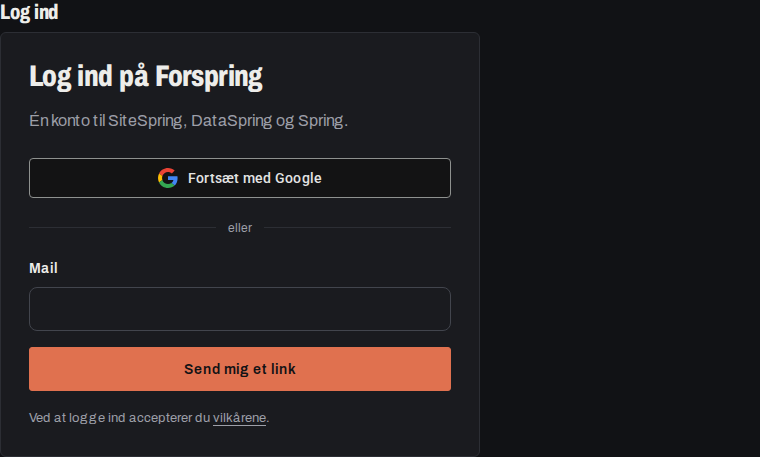 Log ind
Log ind på Forspring
Én konto til SiteSpring, DataSpring og Spring.
Fortsæt med Google
eller
Mail
Send mig et link
Ved at logge ind accepterer du vilkårene.